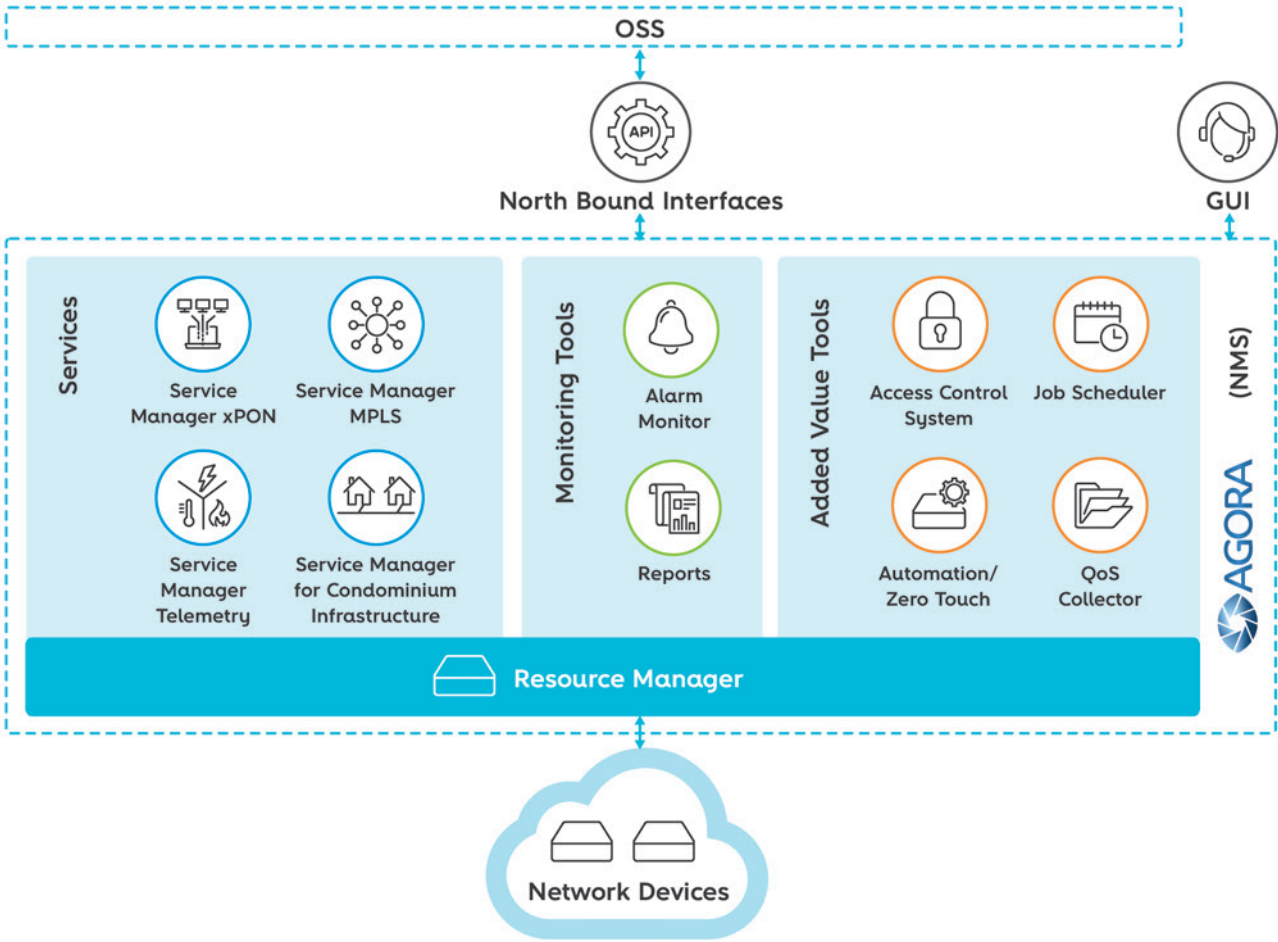 OSS
API
North Bound Interfaces
GUI
Services
Service
Manager xPON
Service Manager
MPLS
Service
Manager
Telemetry
Service Manager
for Condominium
Infrastructure
Monitoring Tools
Alarm
Monitor
Reports
Added Value Tools
Access Control
System
Job Scheduler
Automation/
Zero Touch
QoS
Collector
(NMS)
AGORA
Resource Manager
Network Devices